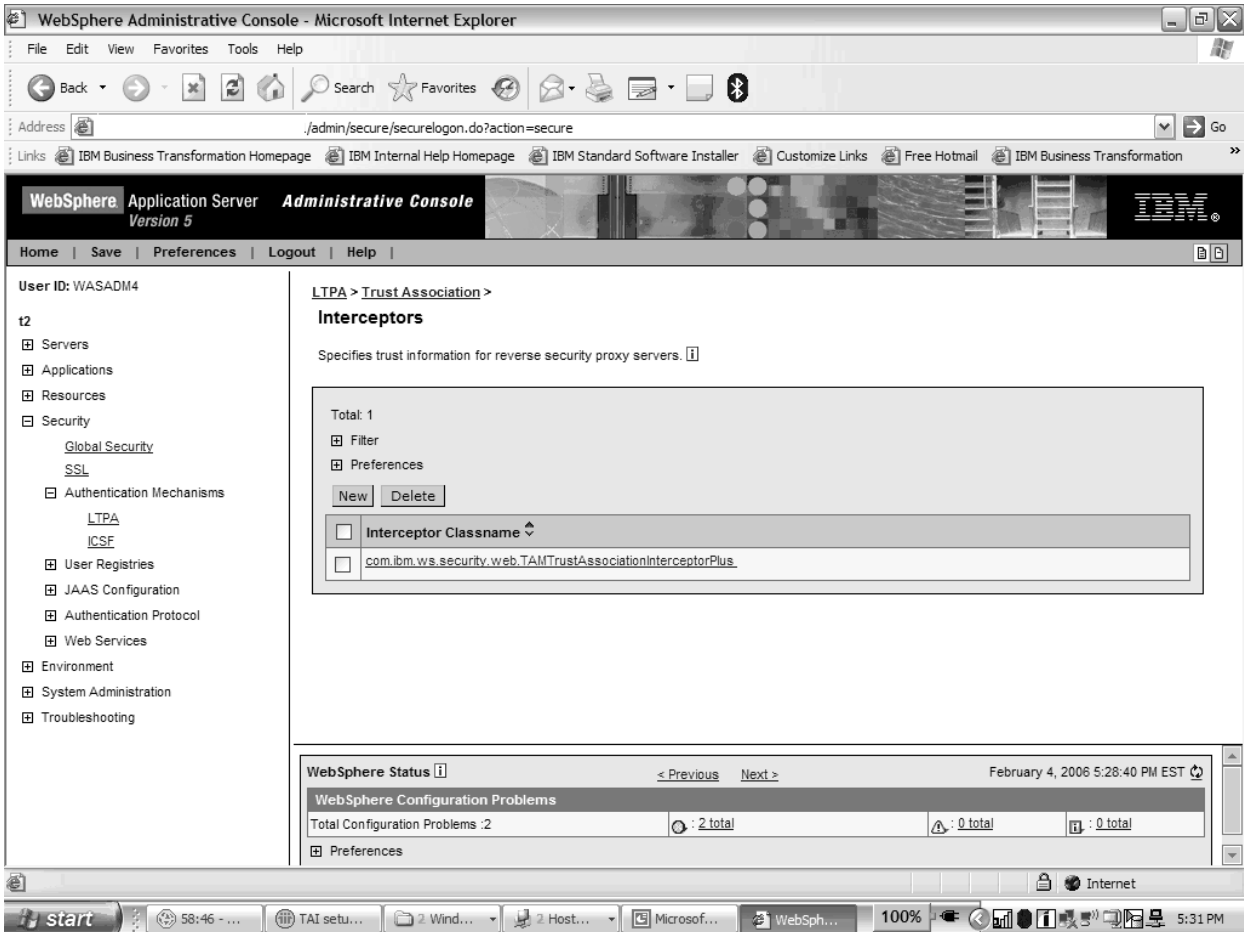 WebSphere Administrative Console - Microsoft Internet Explorer
File Edit View Favorites Tools Help
Back Search Favorites
Address ./admin/secure/securelogon.do?action=secure Go
Links IBM Business Transformation Homepage IBM Internal Help Homepage IBM Standard Software Installer Customize Links Free Hotmail IBM Business Transformation »
WebSphere. Application Server Administrative Console
Version 5
IBM®
Home | Save | Preferences | Logout | Help |
User ID: WASADM4
t2
Servers
Applications
Resources
Security
Global Security
SSL
Authentication Mechanisms
LTPA
ICSF
User Registries
JAAS Configuration
Authentication Protocol
Web Services
Environment
System Administration
Troubleshooting
LTPA > Trust Association >
Interceptors
Specifies trust information for reverse security proxy servers. i
Total: 1
Filter
Preferences
New Delete
Interceptor Classname
com.ibm.ws.security.web.TAMTrustAssociationInterceptorPlus
WebSphere Status i < Previous Next > February 4, 2006 5:28:40 PM EST
WebSphere Configuration Problems
Total Configuration Problems :2 : 2 total : 0 total : 0 total
Preferences
Internet
start 58:46 - ... TAI setu... 2 Wind... 2 Host... Microsof... WebSph... 100% 5:31 PM